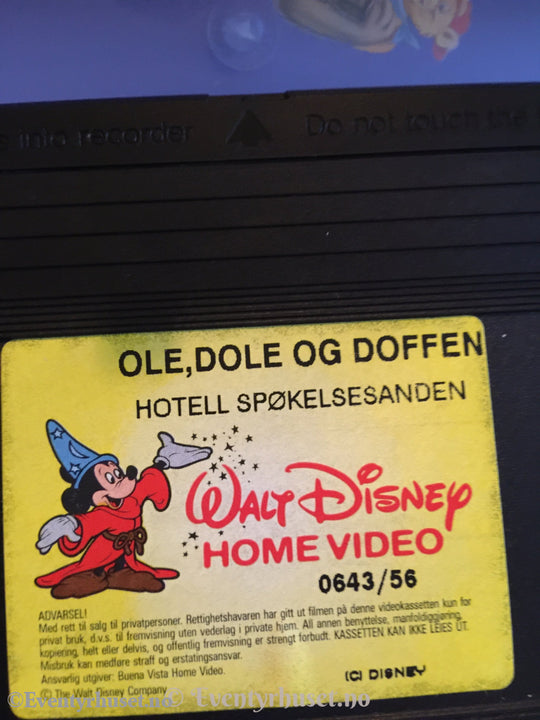 e into recorder Do not touch the
OLE,DOLE OG DOFFEN
HOTELL SPØKELSESANDEN
WALT DISNEY
HOME VIDEO
0643/56
ADVARSEL!
Med rett til salg til privatpersoner. Rettighetshaveren har gitt ut filmen på denne videokassetten kun for
privat bruk, d.v.s. til fremvisning uten vederlag i private hjem. All annen benyttelse, manfoldiggjøring,
kopiering, helt eller delvis, og offentlig fremvisning er strengt forbudt. KASSETTEN KAN IKKE LEIES UT.
Misbruk kan medføre straff og erstatningsansvar.
Ansvarlig utgiver: Buena Vista Home Video.
© The Walt Disney Company
(C) DISNEY
© Eventyrhuset.no © Eventyrhuset.no